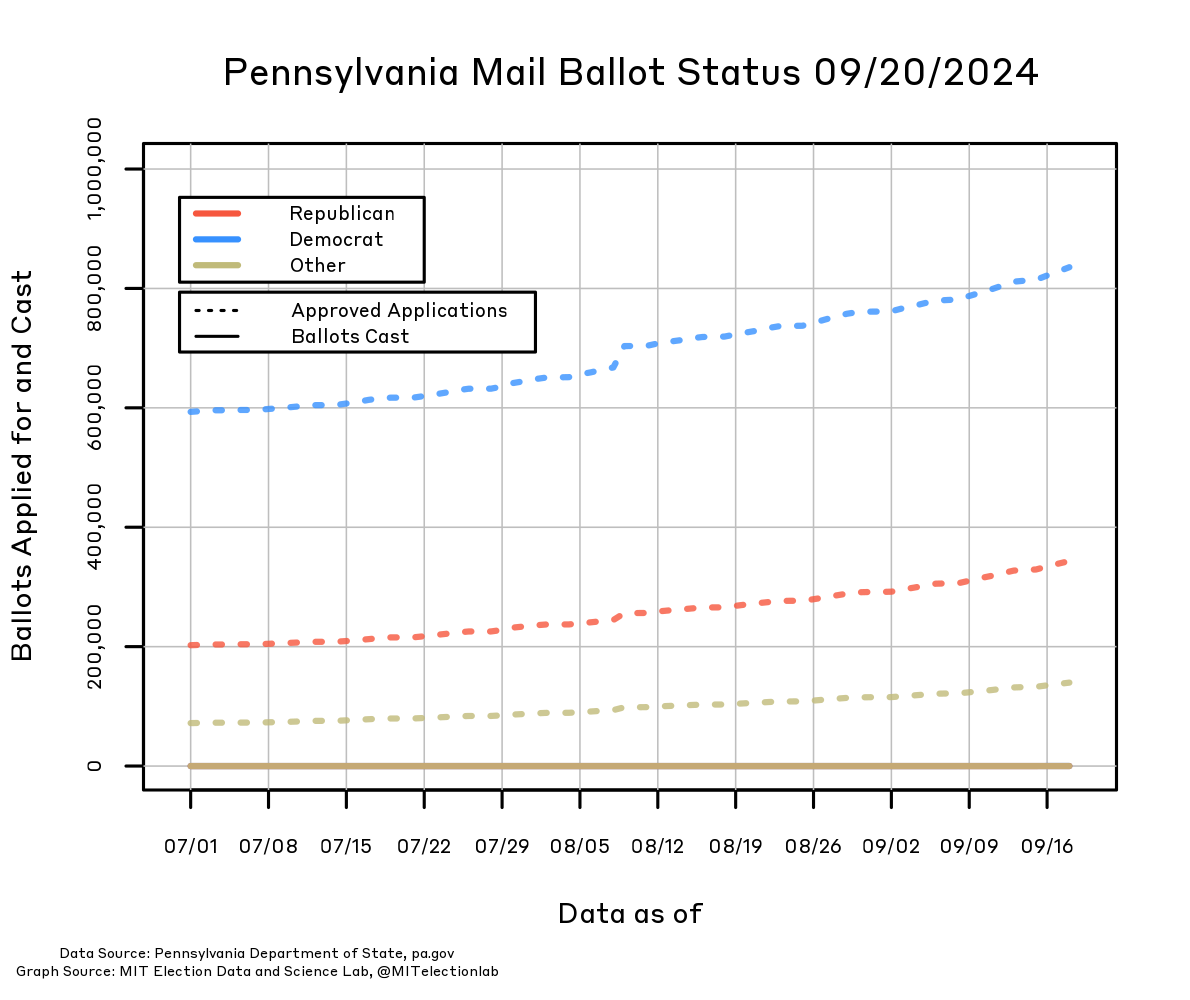 Pennsylvania Mail Ballot Status 09/20/2024
Ballots Applied for and Cast
1,000,000
800,000
600,000
400,000
200,000
0
Republican
Democrat
Other
Approved Applications
Ballots Cast
07/01 07/08 07/15 07/22 07/29 08/05 08/12 08/19 08/26 09/02 09/09 09/16
Data as of
Data Source: Pennsylvania Department of State, pa.gov
Graph Source: MIT Election Data and Science Lab, @MITelectionlab